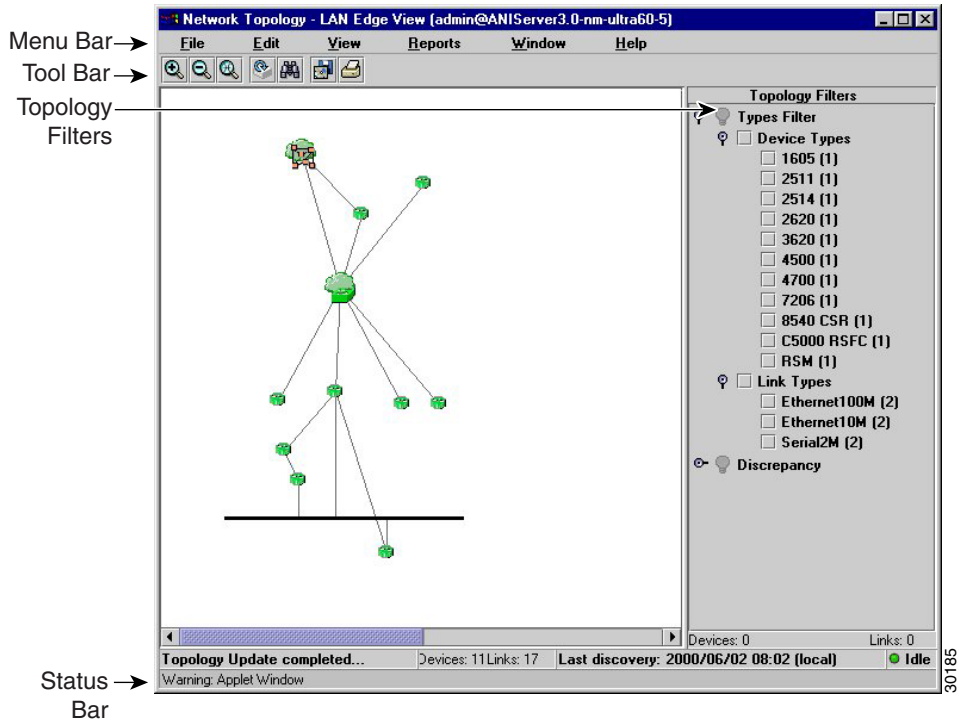 Network Topology - LAN Edge View (admin@ANIServer3.0-nm-ultra60-5)
Menu Bar
File Edit View Reports Window Help
Tool Bar
Topology Filters
Topology Filters
Types Filter
Device Types
1605 (1)
2511 (1)
2514 (1)
2620 (1)
3620 (1)
4500 (1)
4700 (1)
7206 (1)
8540 CSR (1)
C5000 RSFC (1)
RSM (1)
Link Types
Ethernet100M (2)
Ethernet10M (2)
Serial2M (2)
Discrepancy
Devices: 0 Links: 0
Topology Update completed... Devices: 11 Links: 17 Last discovery: 2000/06/02 08:02 (local) Idle
Status Bar
Warning: Applet Window
30185